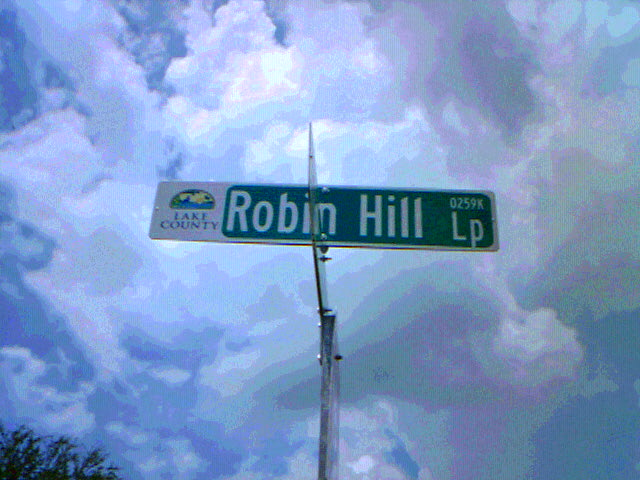 LAKE
COUNTY
Robin Hill
0259K
Lp